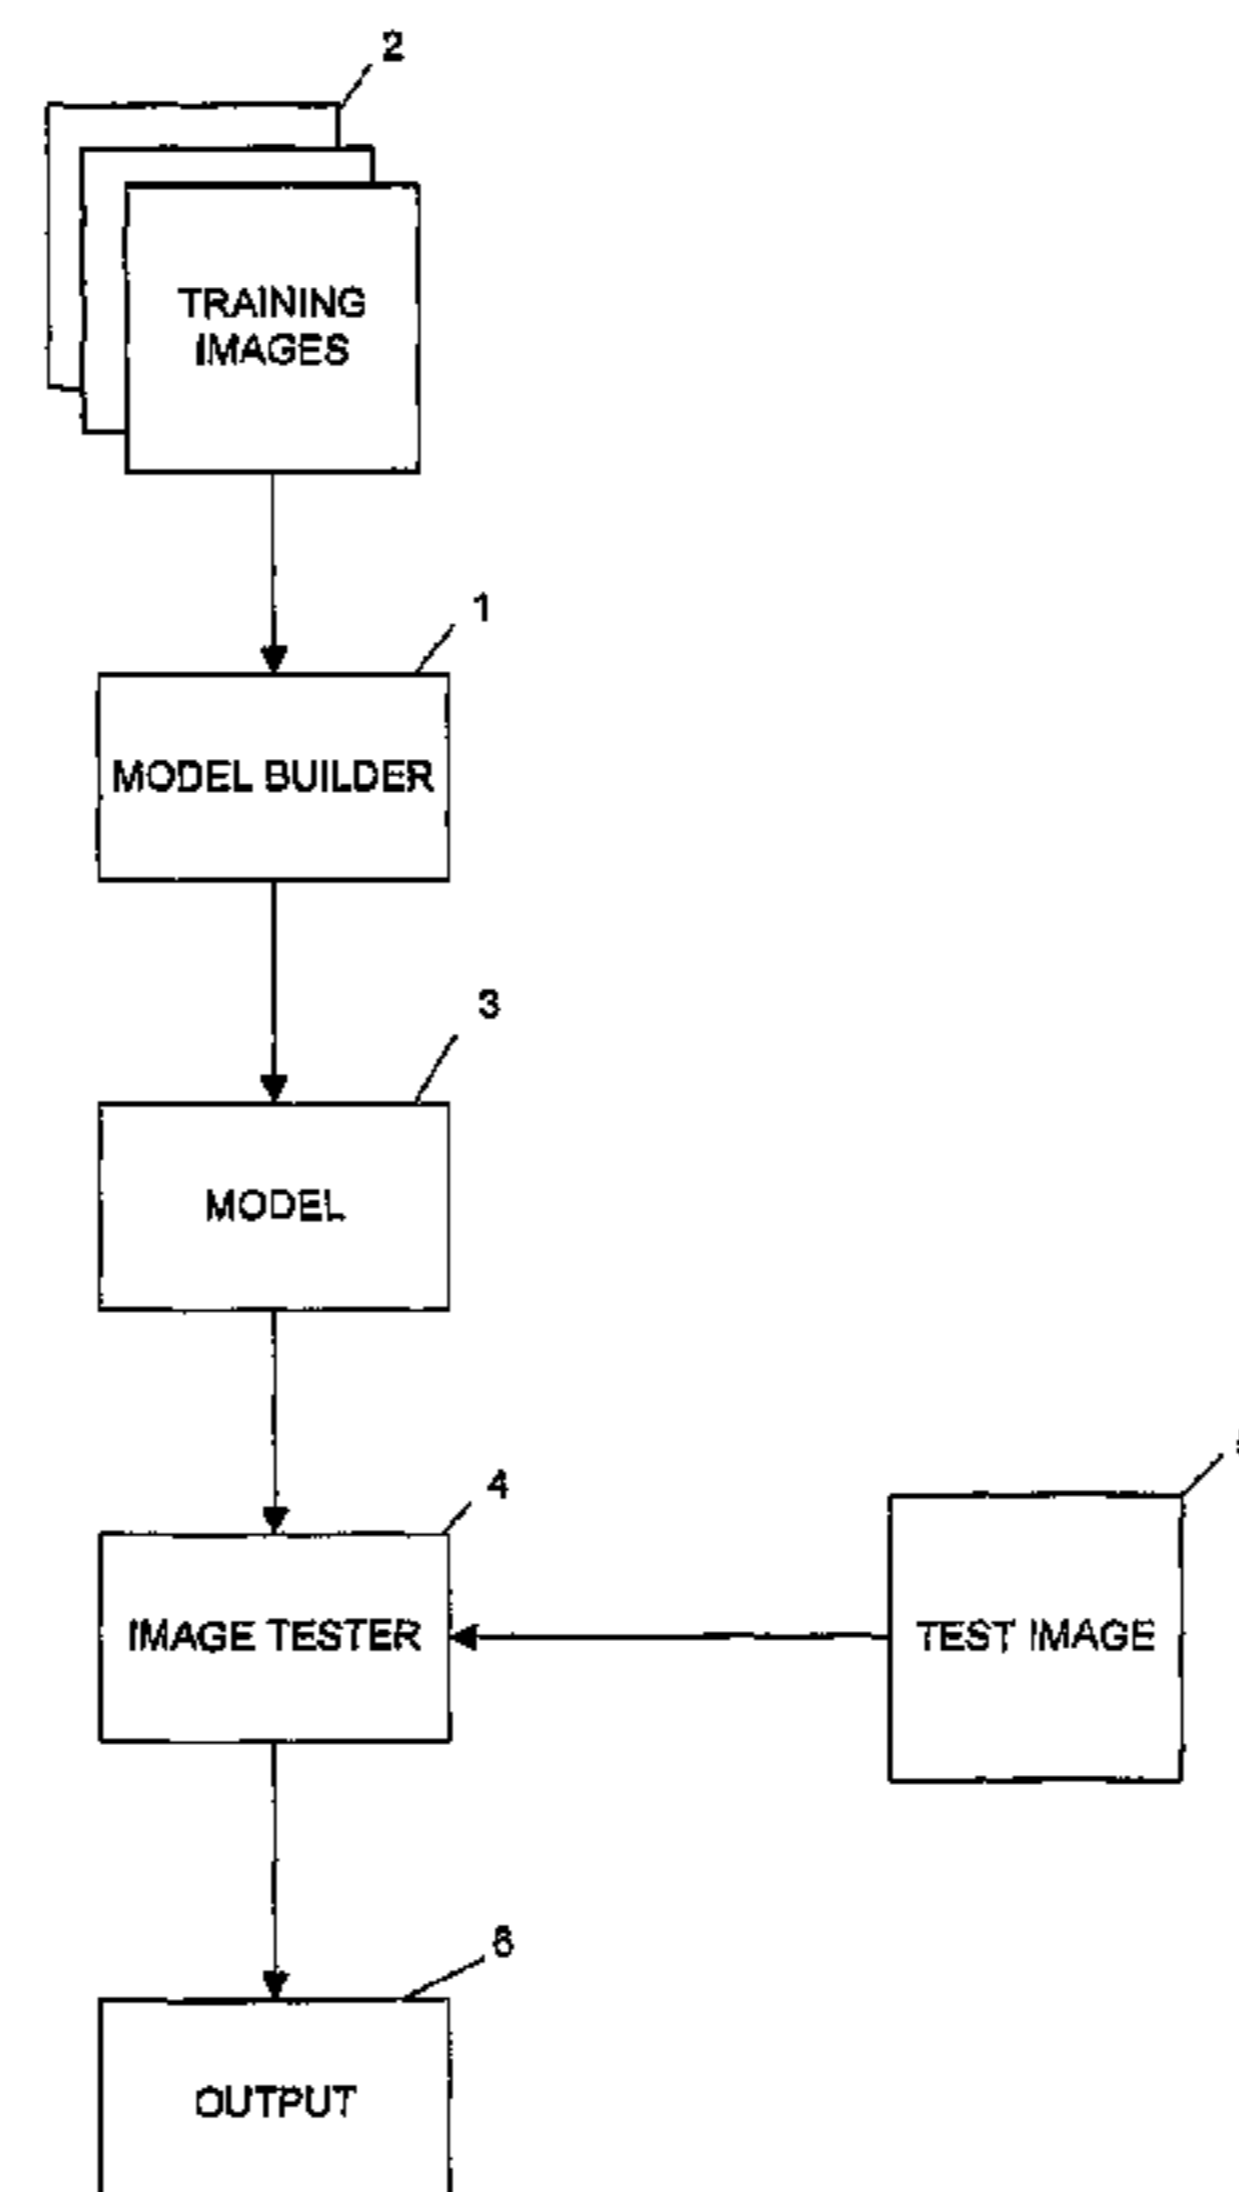 2
TRAINING
IMAGES
1
MODEL BUILDER
3
MODEL
4
IMAGE TESTER
TEST IMAGE
6
OUTPUT